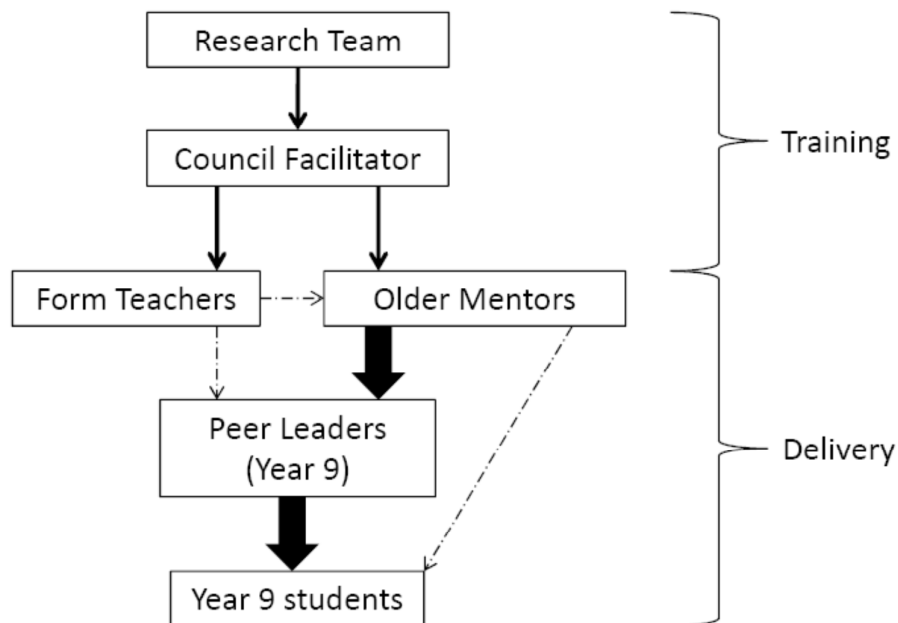 Research Team
Training
Council Facilitator
Form Teachers
Older Mentors
Peer Leaders
(Year 9)
Delivery
Year 9 students